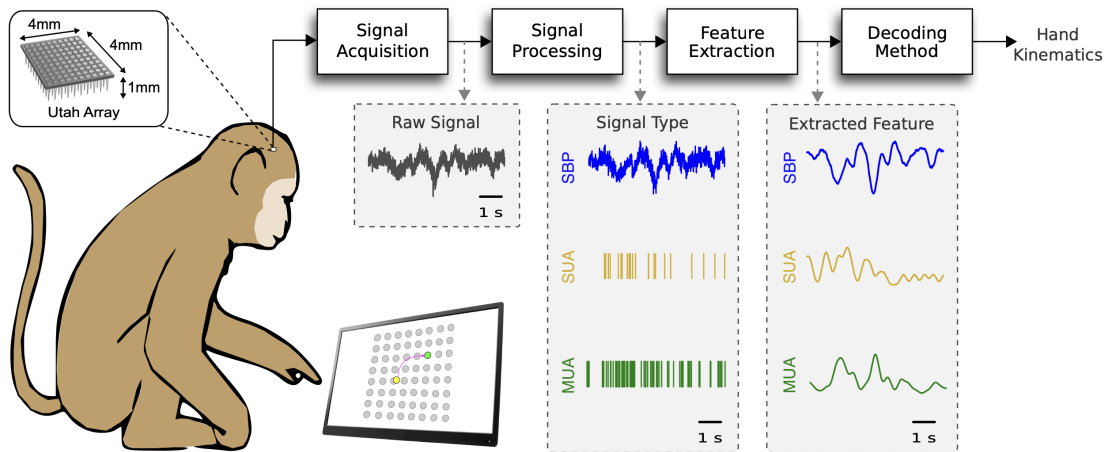 4mm
4mm
1mm
Utah Array
Signal
Acquisition
Signal
Processing
Feature
Extraction
Decoding
Method
Hand
Kinematics
Raw Signal
1 s
Signal Type
SBP
SUA
MUA
1 s
Extracted Feature
SBP
SUA
MUA
1 s